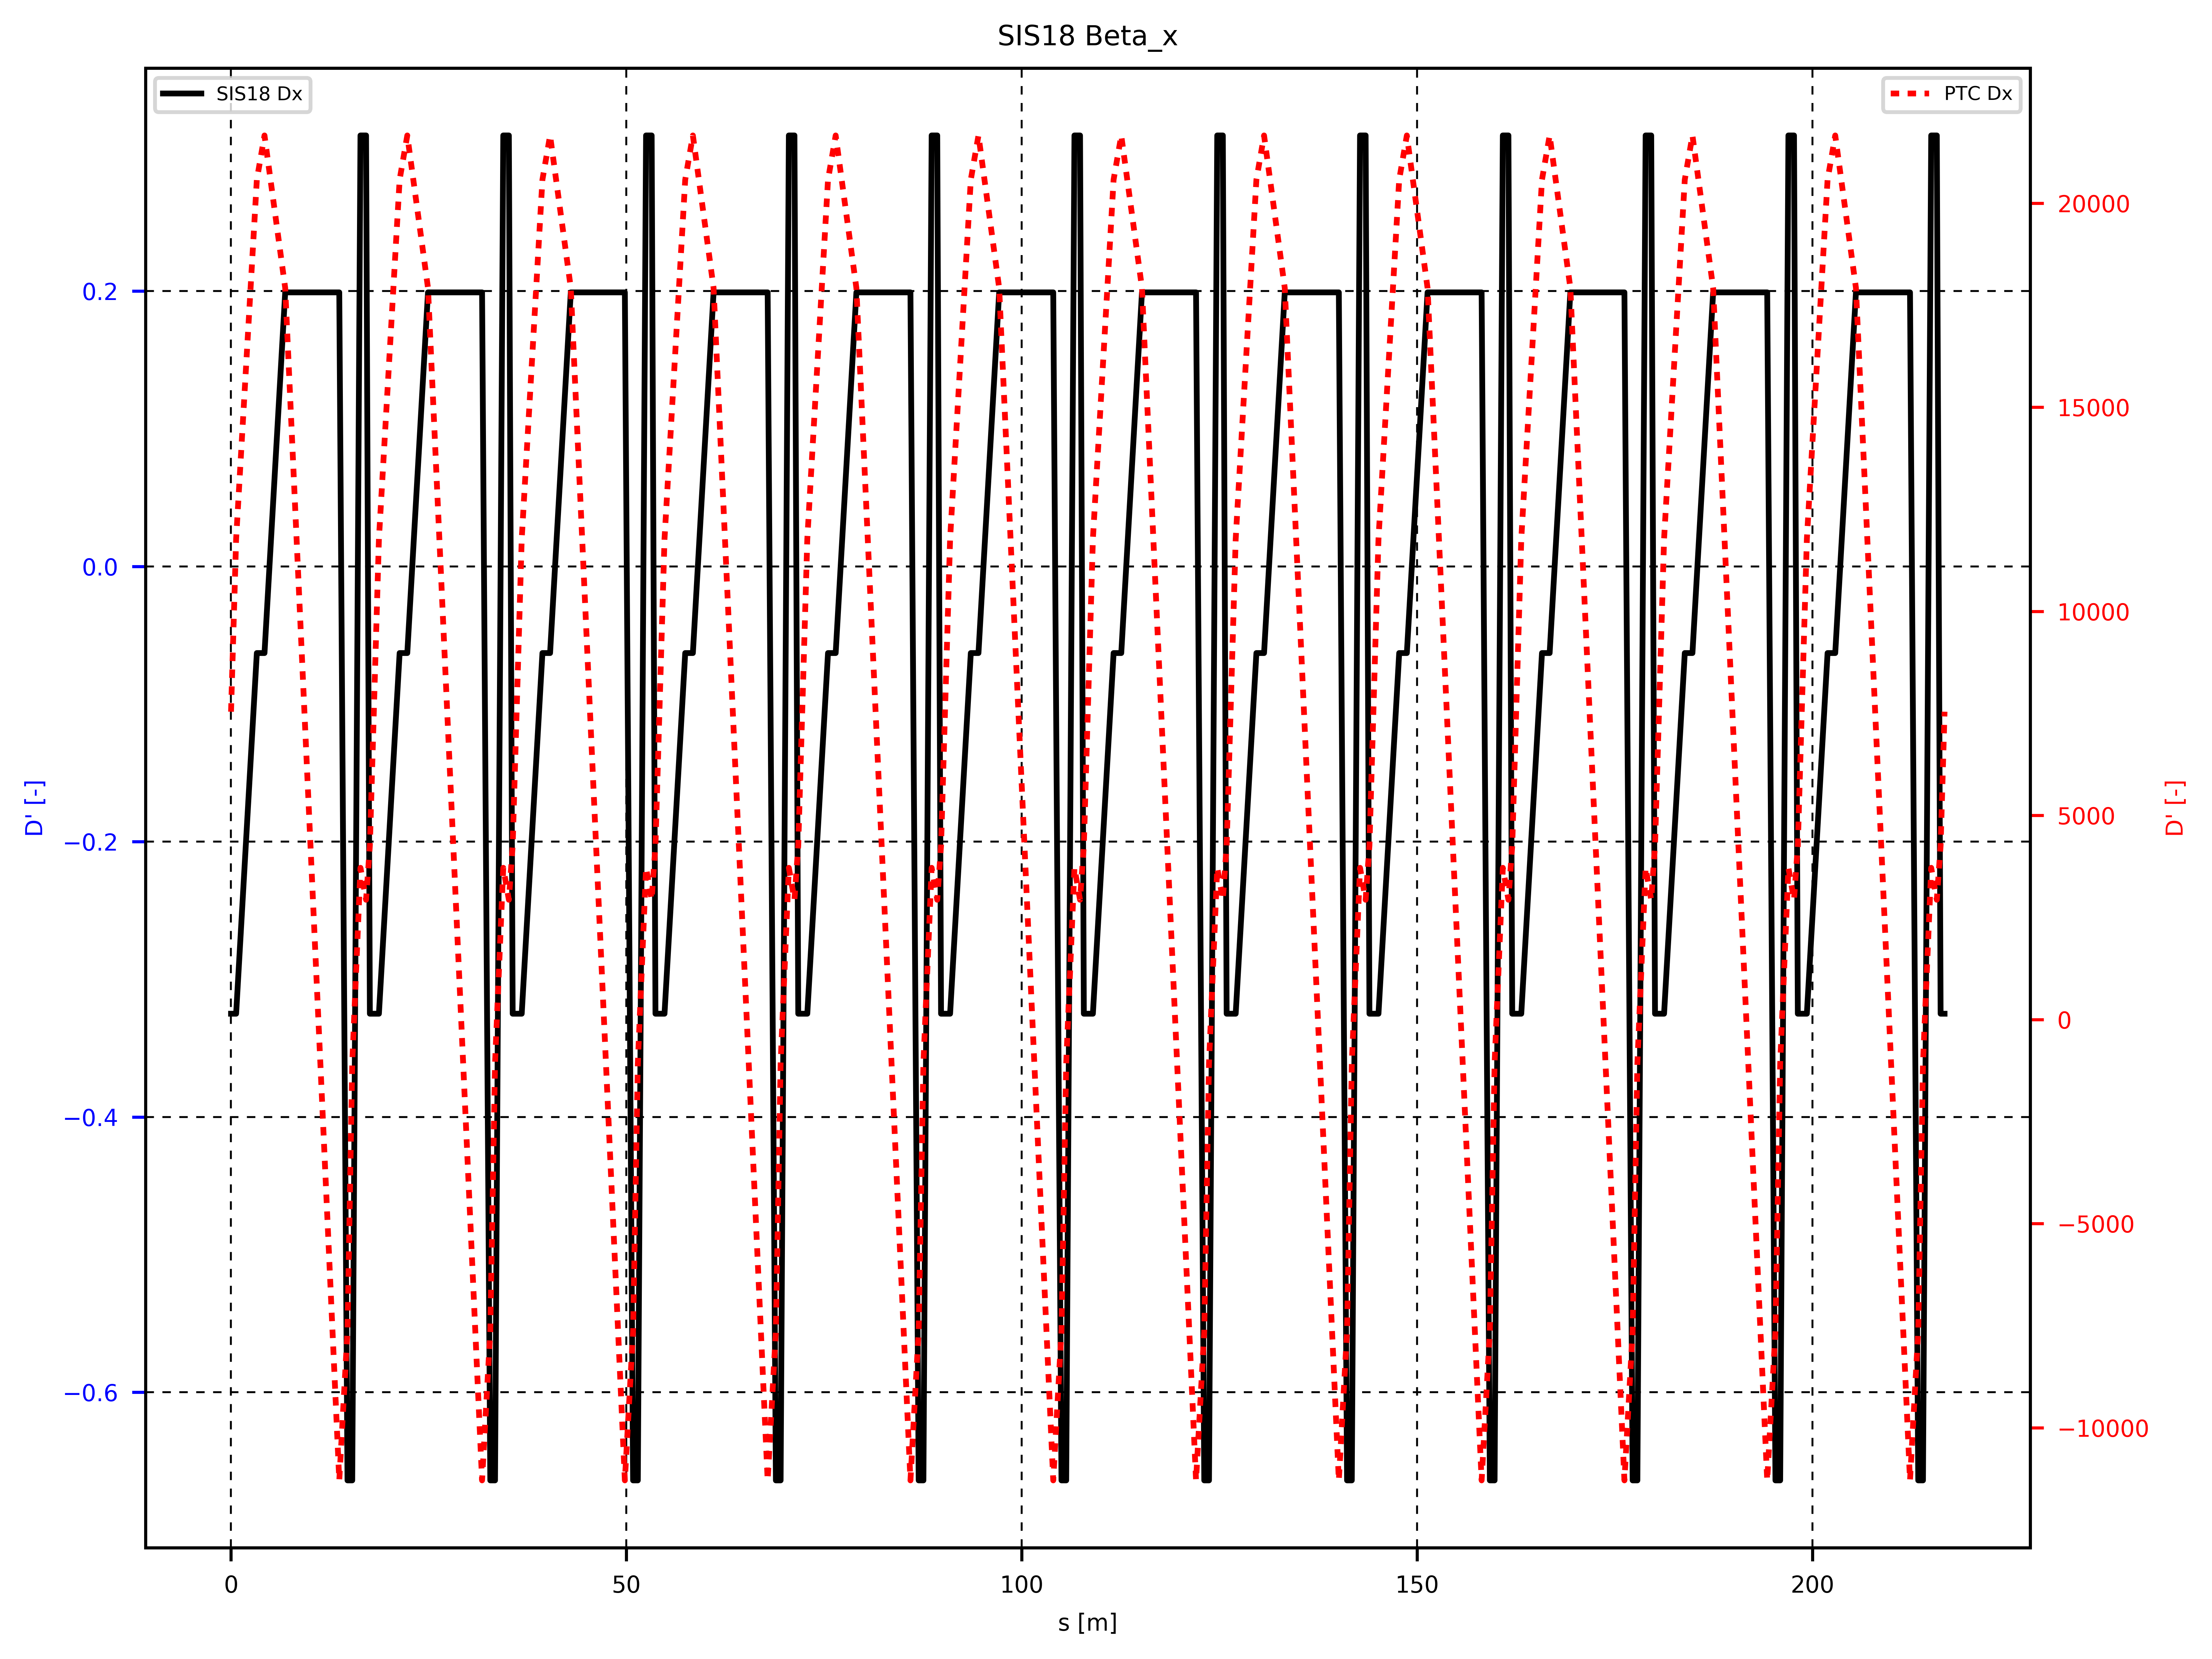 SIS18 Beta_x
SIS18 Dx
PTC Dx
0.2
0.0
−0.2
−0.4
−0.6
D' [-]
20000
15000
10000
5000
0
−5000
−10000
D' [-]
0 50 100 150 200
s [m]